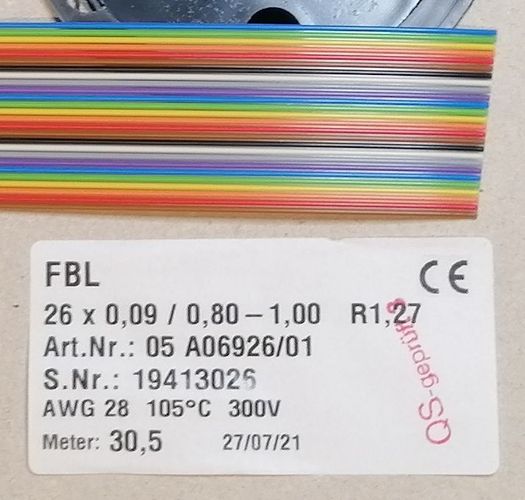 FBL CE
26 x 0,09 / 0,80 – 1,00 R1,27
Art.Nr.: 05 A06926/01
S.Nr.: 19413026
AWG 28 105°C 300V
Meter: 30,5 27/07/21
QS-geprüft